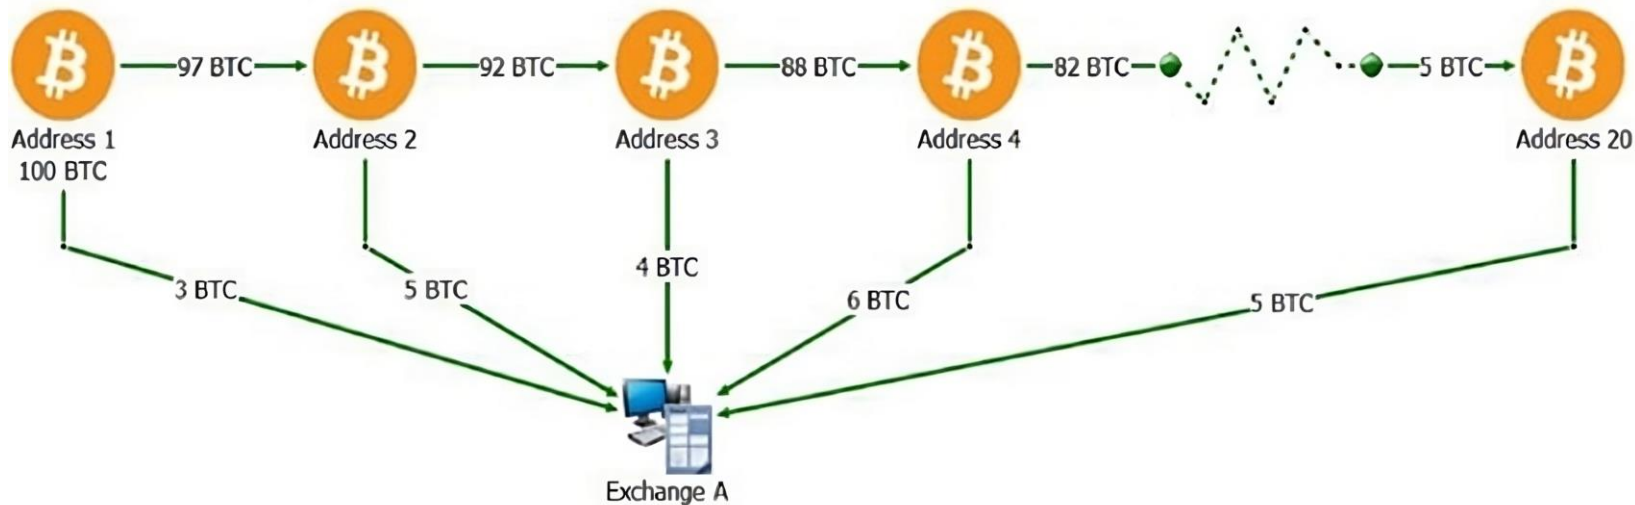 97 BTC
92 BTC
88 BTC
82 BTC
5 BTC
Address 1
100 BTC
Address 2
Address 3
Address 4
Address 20
3 BTC
5 BTC
4 BTC
6 BTC
5 BTC
Exchange A